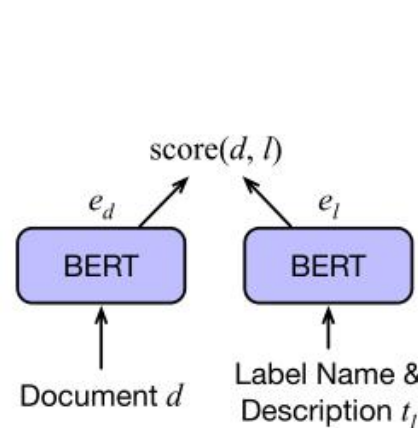 score(d, l)
e_d e_l
BERT BERT
Document d
Label Name &
Description t_l